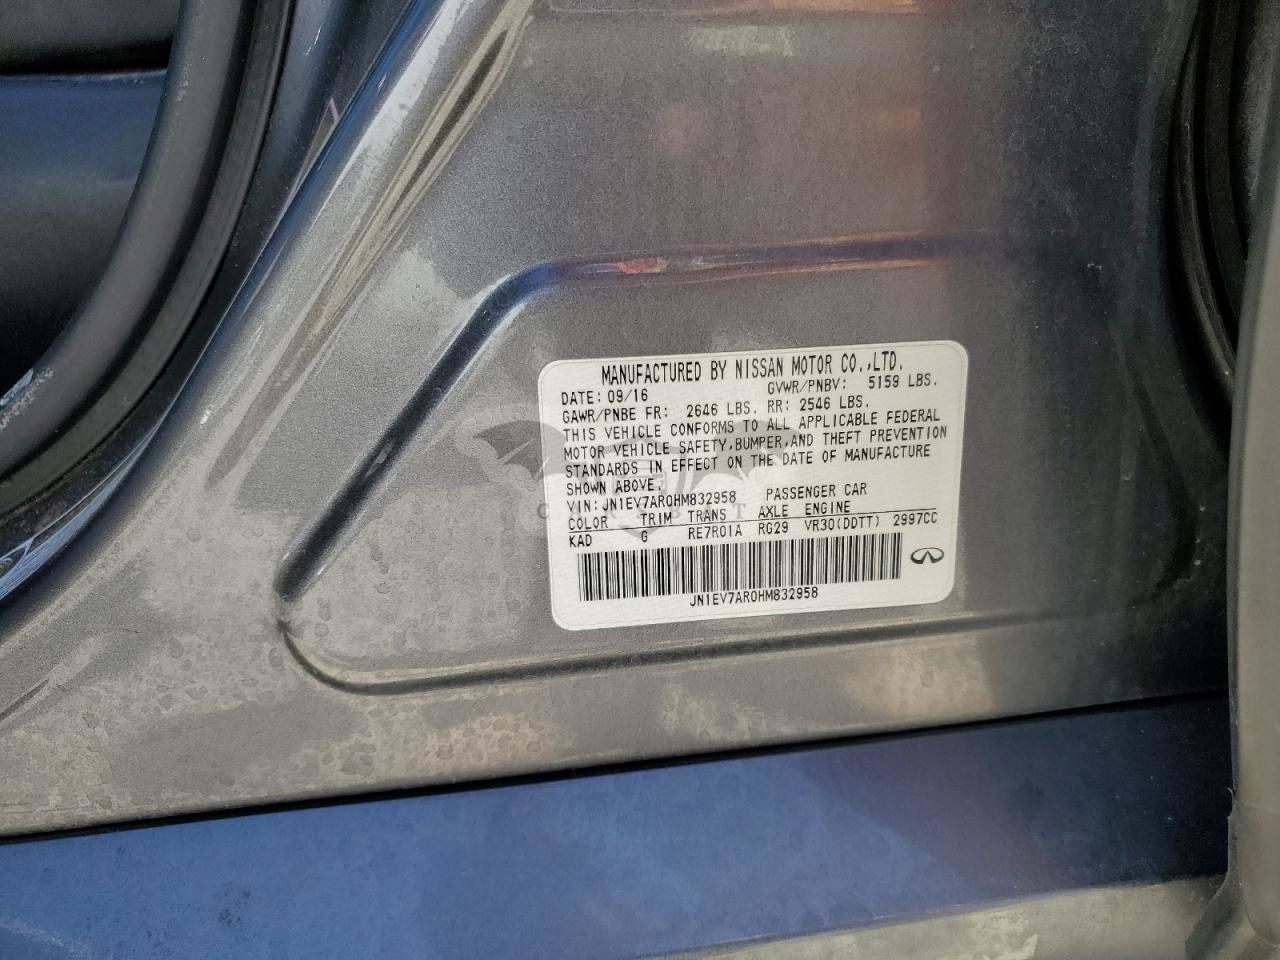 MANUFACTURED BY NISSAN MOTOR CO.,LTD.
DATE: 09/16 GVWR/PNBV: 5159 LBS.
GAWR/PNBE FR: 2646 LBS. RR: 2546 LBS.
THIS VEHICLE CONFORMS TO ALL APPLICABLE FEDERAL
MOTOR VEHICLE SAFETY,BUMPER,AND THEFT PREVENTION
STANDARDS IN EFFECT ON THE DATE OF MANUFACTURE
SHOWN ABOVE.
VIN: JN1EV7AR0HM832958 PASSENGER CAR
COLOR TRIM TRANS AXLE ENGINE
KAD G RE7R01A RG29 VR30(DDTT) 2997CC
JN1EV7AR0HM832958